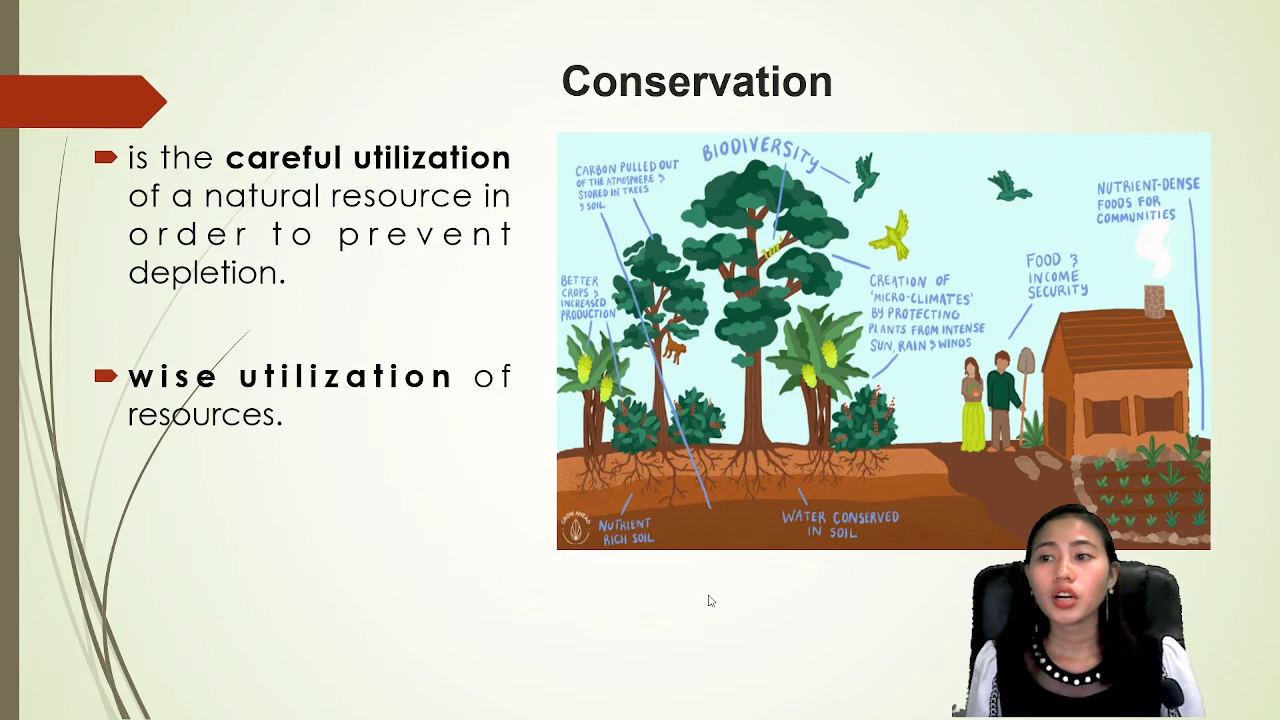 Conservation
is the careful utilization
of a natural resource in
order to prevent
depletion.
wise utilization of
resources.
BIODIVERSITY
CARBON PULLED OUT
OF THE ATMOSPHERE &
STORED IN TREES
& SOIL
NUTRIENT-DENSE
FOODS FOR
COMMUNITIES
BETTER
CROPS &
INCREASED
PRODUCTION
CREATION OF
'MICRO-CLIMATES'
BY PROTECTING
PLANTS FROM INTENSE
SUN, RAIN & WINDS
FOOD &
INCOME
SECURITY
GROW AHEAD
NUTRIENT
RICH SOIL
WATER CONSERVED
IN SOIL